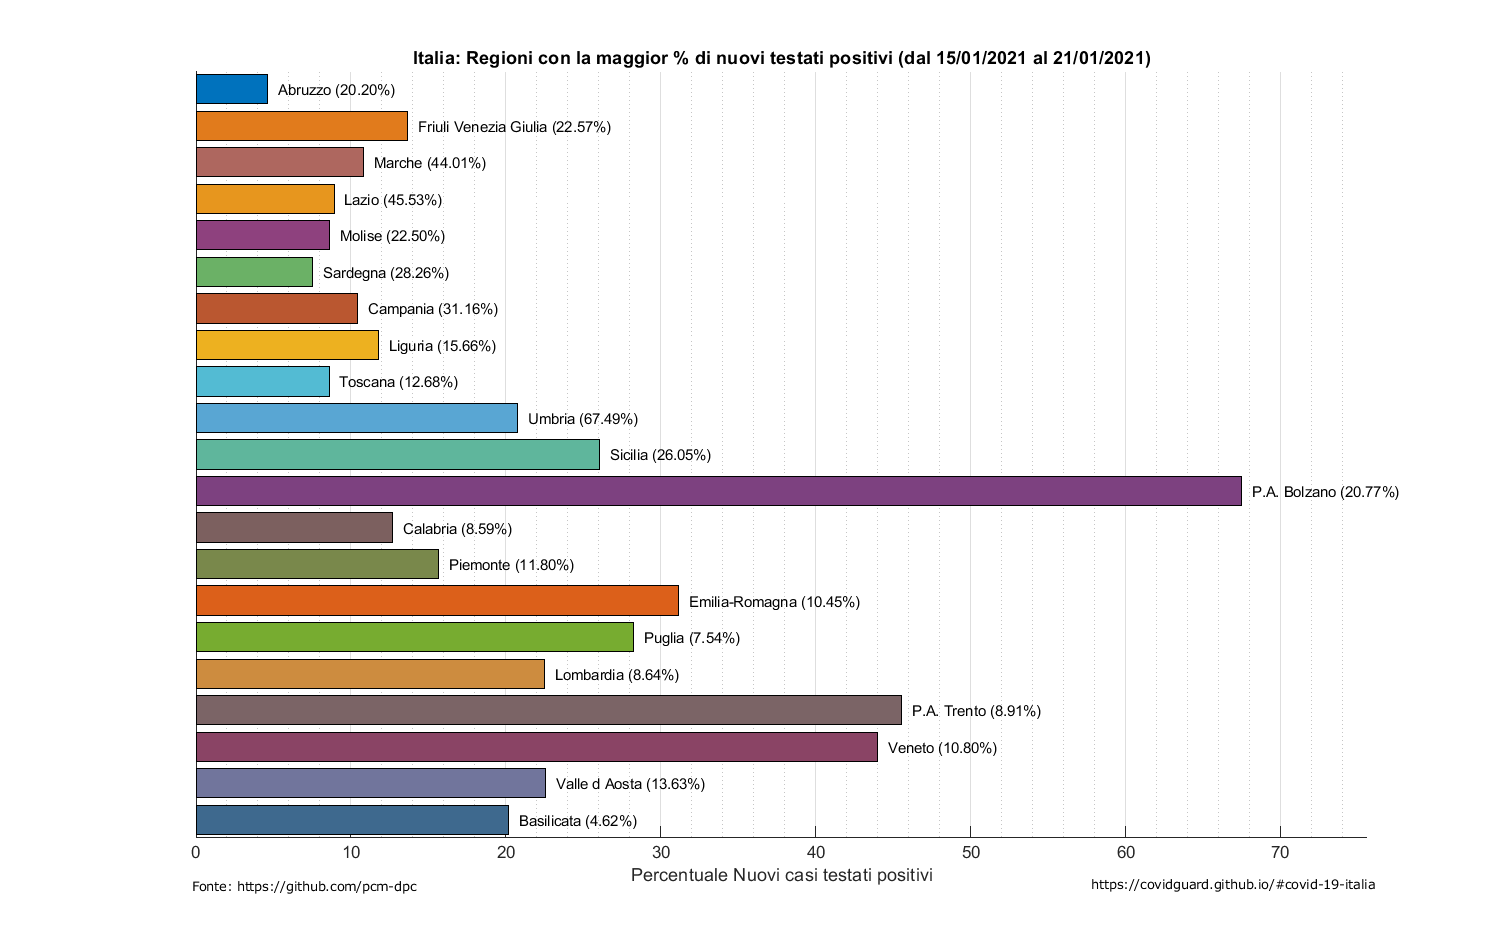 Italia: Regioni con la maggior % di nuovi testati positivi (dal 15/01/2021 al 21/01/2021)
Abruzzo (20.20%)
Friuli Venezia Giulia (22.57%)
Marche (44.01%)
Lazio (45.53%)
Molise (22.50%)
Sardegna (28.26%)
Campania (31.16%)
Liguria (15.66%)
Toscana (12.68%)
Umbria (67.49%)
Sicilia (26.05%)
P.A. Bolzano (20.77%)
Calabria (8.59%)
Piemonte (11.80%)
Emilia-Romagna (10.45%)
Puglia (7.54%)
Lombardia (8.64%)
P.A. Trento (8.91%)
Veneto (10.80%)
Valle d Aosta (13.63%)
Basilicata (4.62%)
0 10 20 30 40 50 60 70
Percentuale Nuovi casi testati positivi
Fonte: https://github.com/pcm-dpc
https://covidguard.github.io/#covid-19-italia